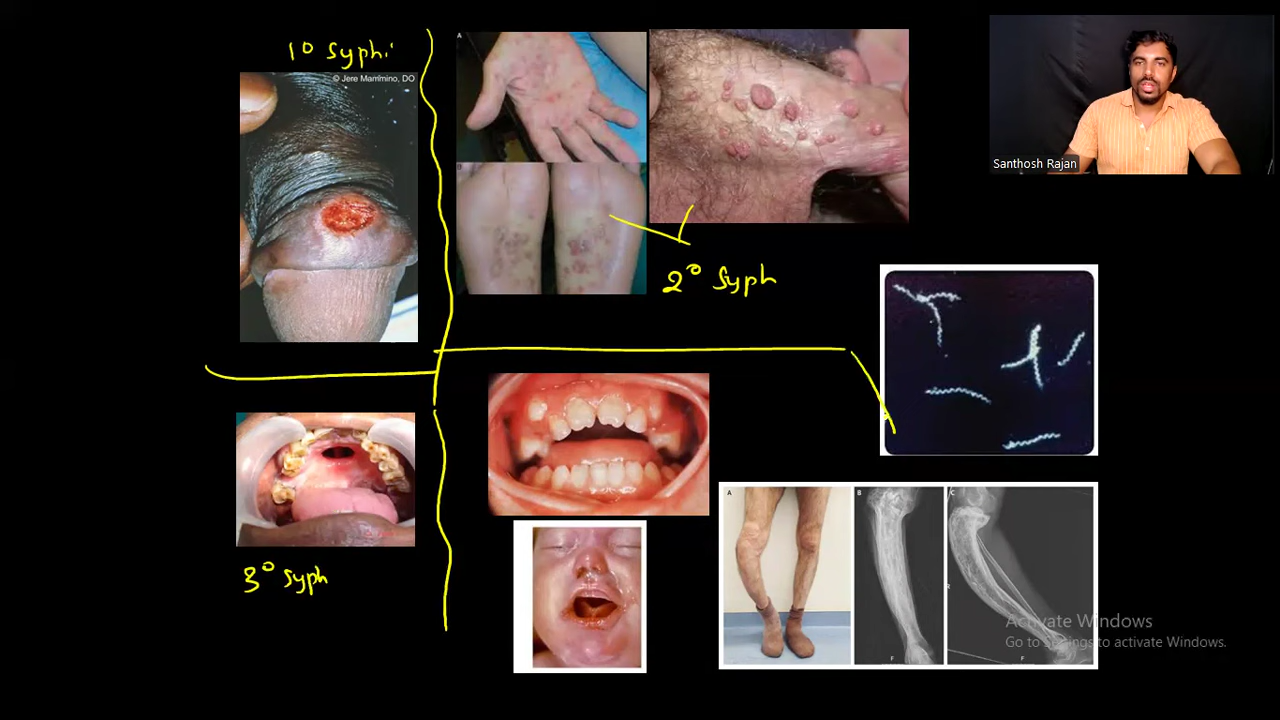 1° Syphi
© Jere Mammino, DO
A
B
Santhosh Rajan
2° Syph
3° Syph
A
B
C
R
F
F
Activate Windows
Go to Settings to activate Windows.